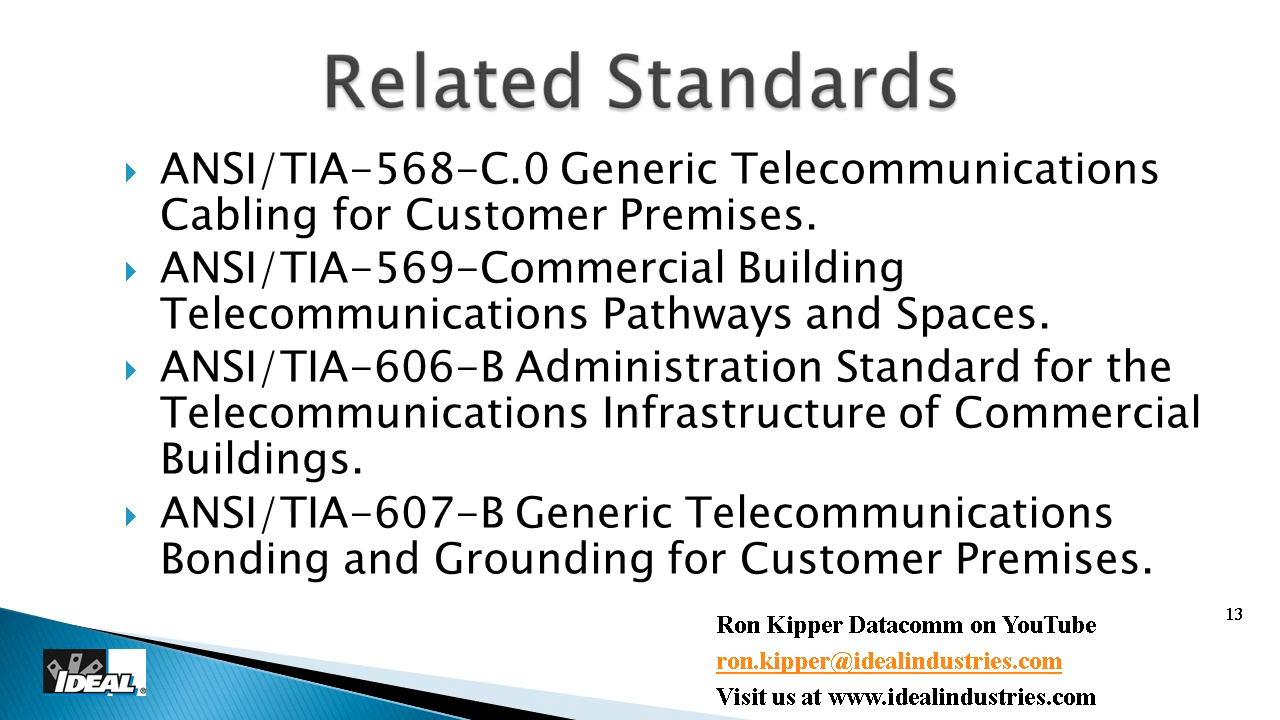 Related Standards
ANSI/TIA-568-C.0 Generic Telecommunications
Cabling for Customer Premises.
ANSI/TIA-569-Commercial Building
Telecommunications Pathways and Spaces.
ANSI/TIA-606-B Administration Standard for the
Telecommunications Infrastructure of Commercial
Buildings.
ANSI/TIA-607-B Generic Telecommunications
Bonding and Grounding for Customer Premises.
Ron Kipper Datacomm on YouTube
13
ron.kipper@idealindustries.com
IDEAL®
Visit us at www.idealindustries.com